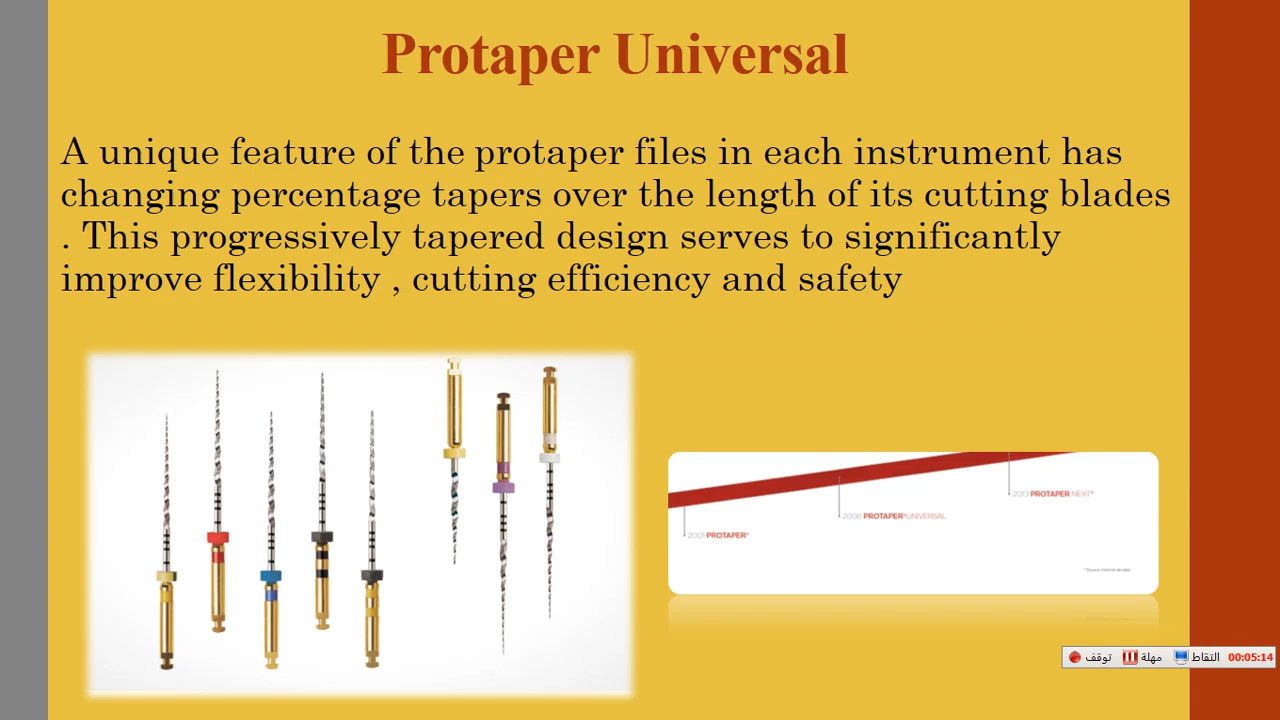 Protaper Universal
A unique feature of the protaper files in each instrument has
changing percentage tapers over the length of its cutting blades
. This progressively tapered design serves to significantly
improve flexibility , cutting efficiency and safety
2013 PROTAPER NEXT®
2006 PROTAPER® UNIVERSAL
2001 PROTAPER®
* Source internal lab data
توقف مهلة التقاط 00:05:14